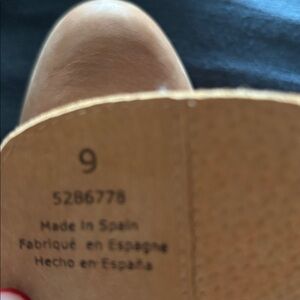 9
5286778
Made In Spain
Fabriqué en Espagne
Hecho en España